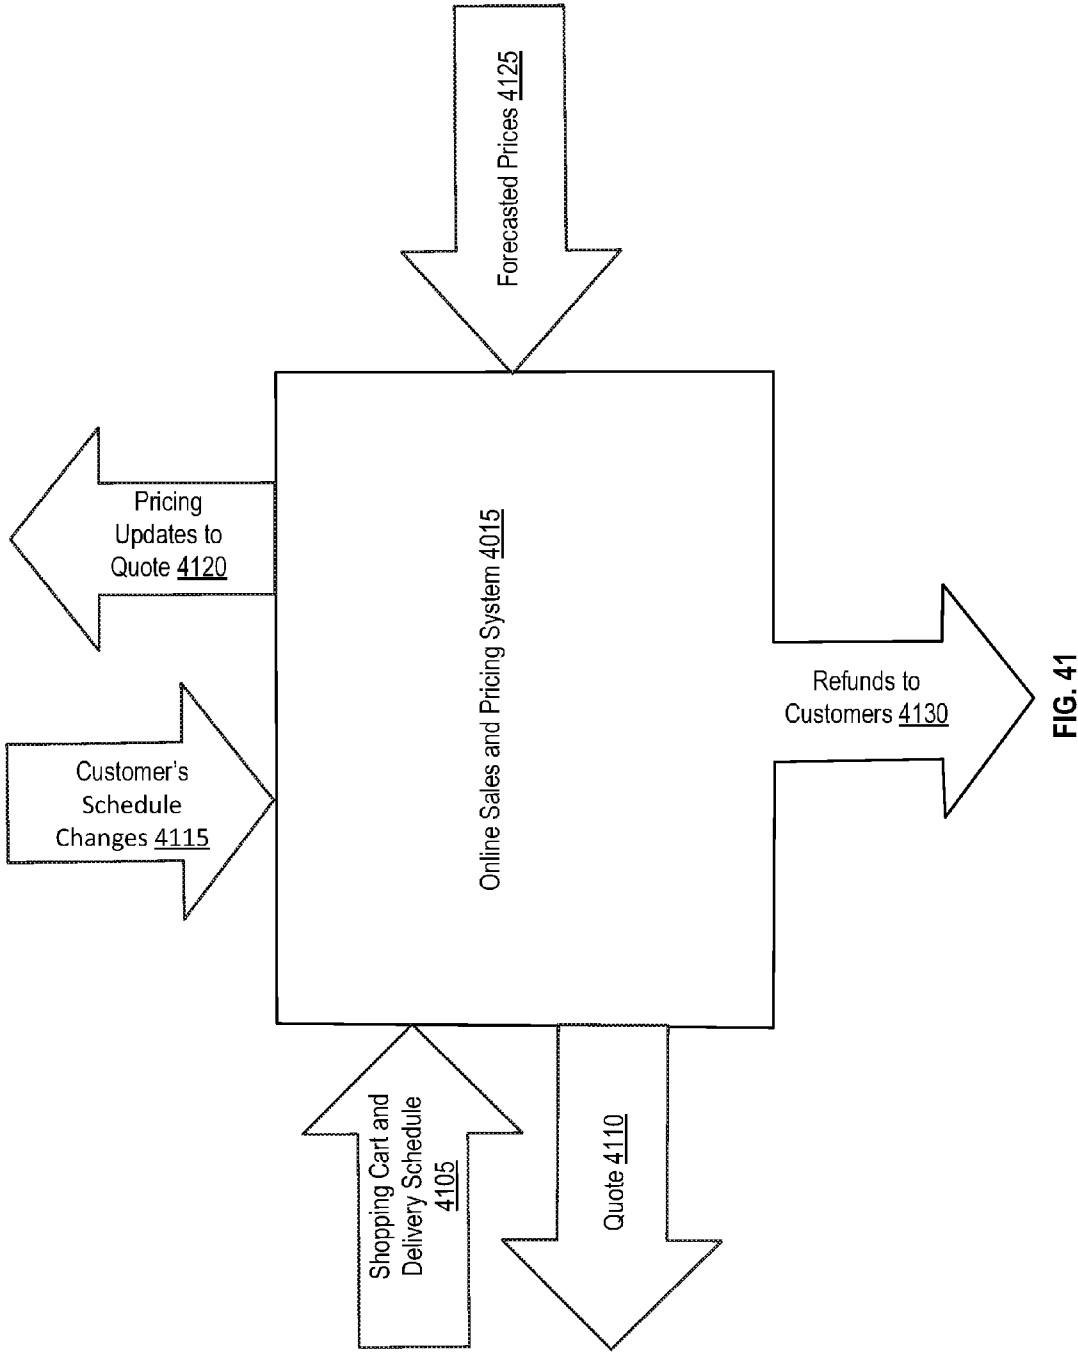 Forecasted Prices 4125
Pricing
Updates to
Quote 4120
Customer's
Schedule
Changes 4115
Online Sales and Pricing System 4015
Refunds to
Customers 4130
Shopping Cart and
Delivery Schedule
4105
Quote 4110
FIG. 41